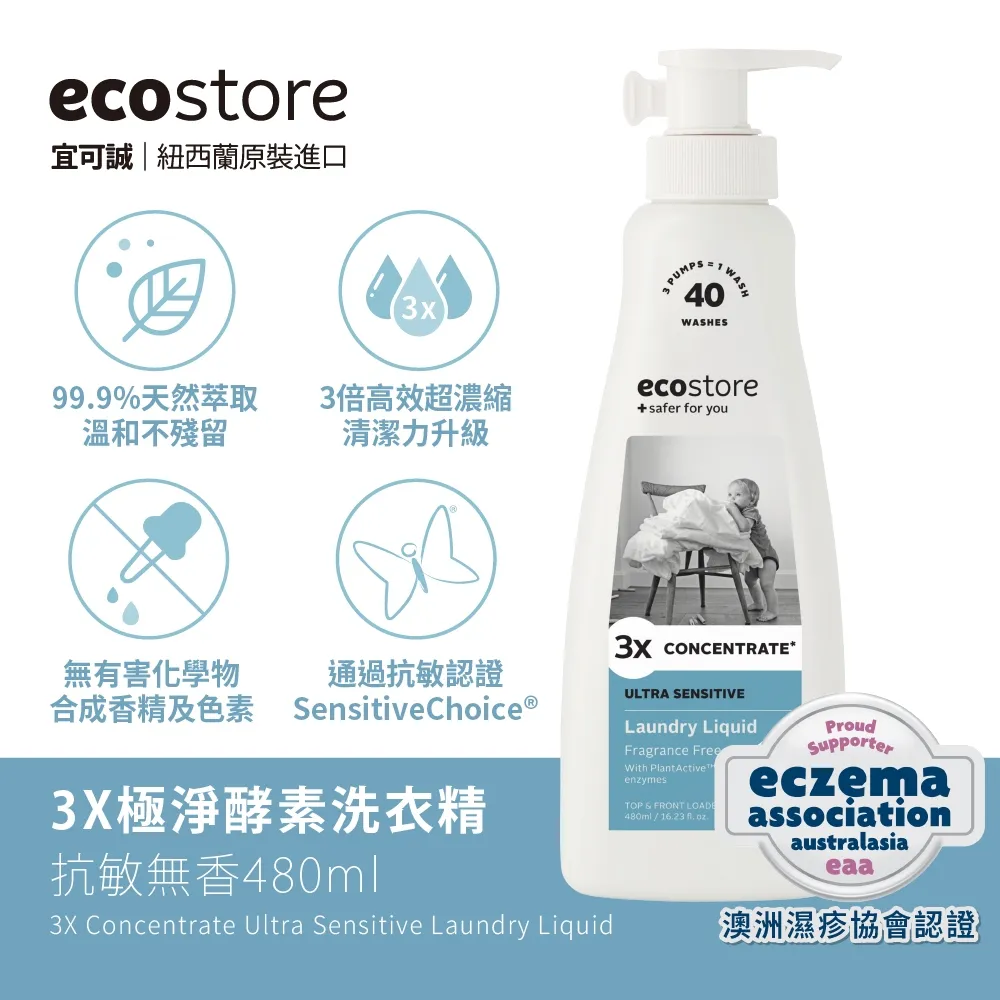 ecostore
宜可誠｜紐西蘭原裝進口
3x
99.9%天然萃取
溫和不殘留
3倍高效超濃縮
清潔力升級
®
無有害化學物
合成香精及色素
通過抗敏認證
SensitiveChoice®
3 PUMPS = 1 WASH
40
WASHES
ecostore
+ safer for you
3X CONCENTRATE*
ULTRA SENSITIVE
Laundry Liquid
Fragrance Free
With PlantActive™
enzymes
TOP & FRONT LOADE
480ml / 16.23 fl. oz.
Proud
Supporter
eczema
association
australasia
eaa
澳洲濕疹協會認證
3X極淨酵素洗衣精
抗敏無香480ml
3X Concentrate Ultra Sensitive Laundry Liquid